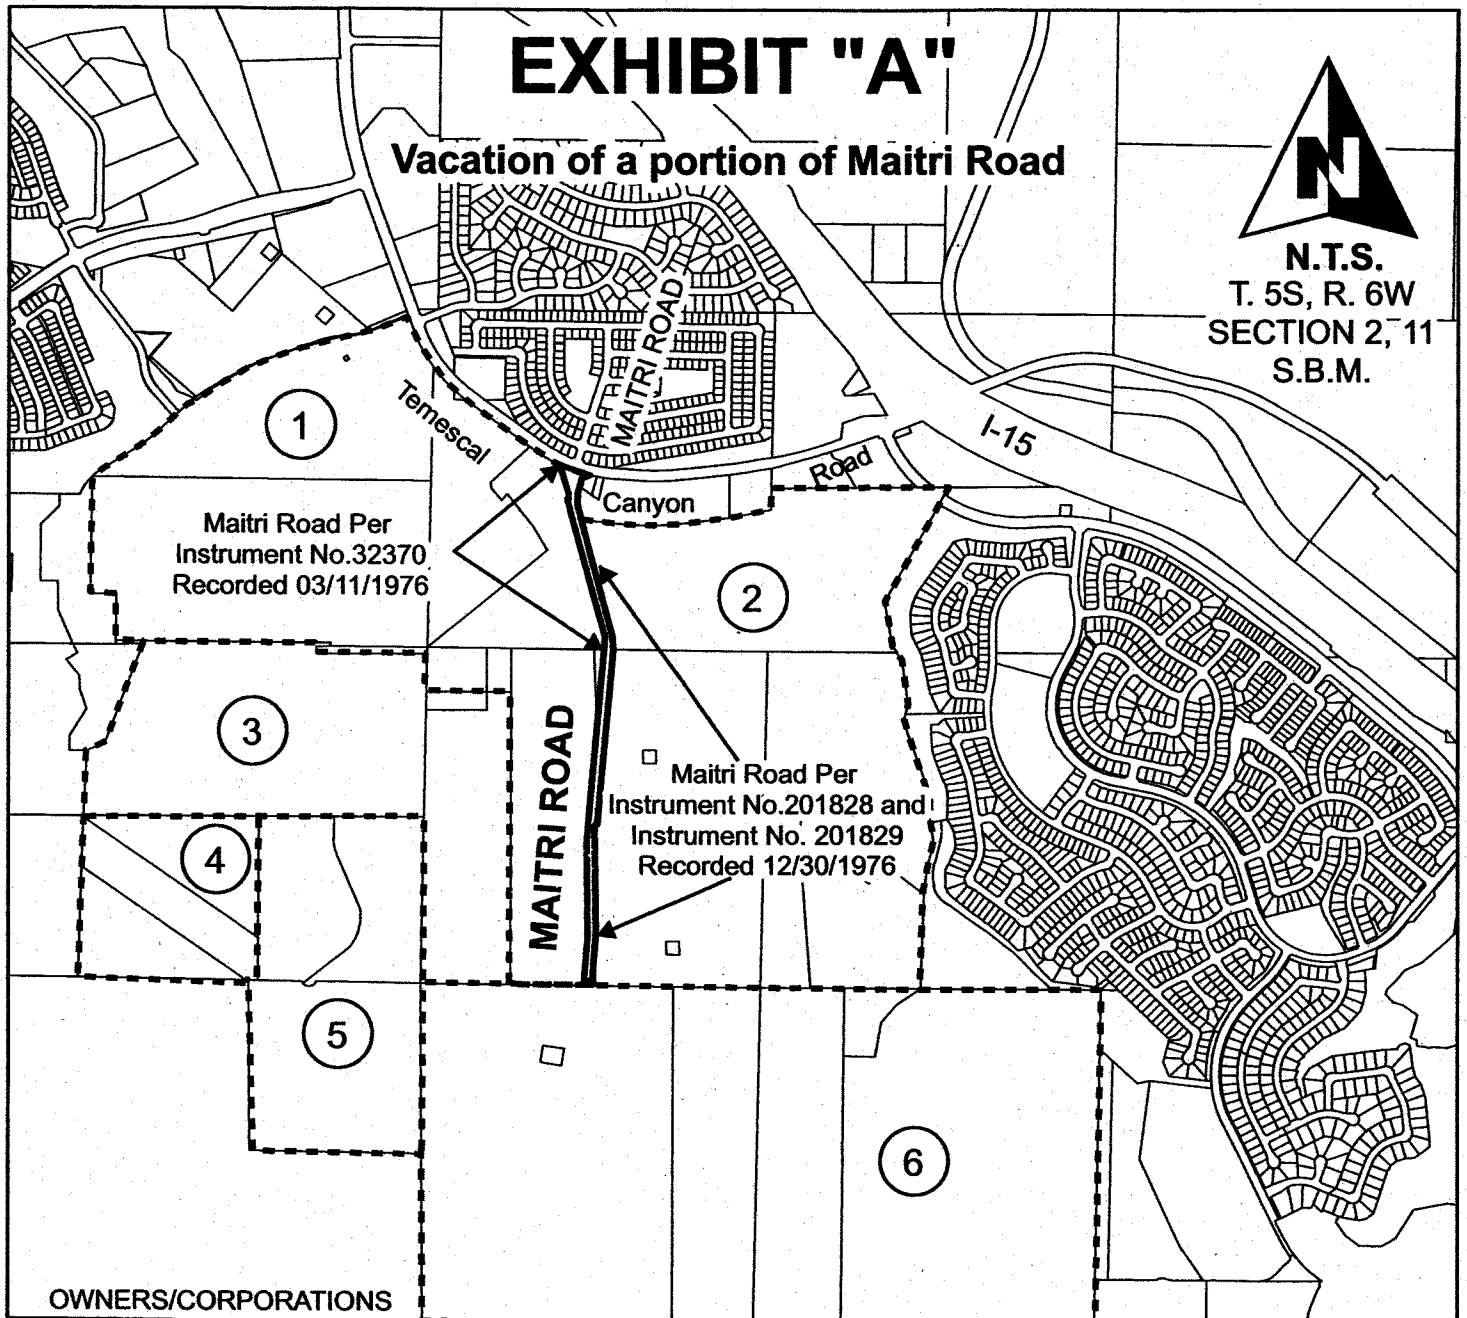 EXHIBIT "A"
Vacation of a portion of Maitri Road
N
N.T.S.
T. 5S, R. 6W
SECTION 2, 11
S.B.M.
MAITRI ROAD
1
Temescal
I-15
Road
Canyon
Maitri Road Per
Instrument No.32370
Recorded 03/11/1976
2
3
MAITRI ROAD
Maitri Road Per
Instrument No.201828 and
Instrument No. 201829
Recorded 12/30/1976
4
5
6
OWNERS/CORPORATIONS